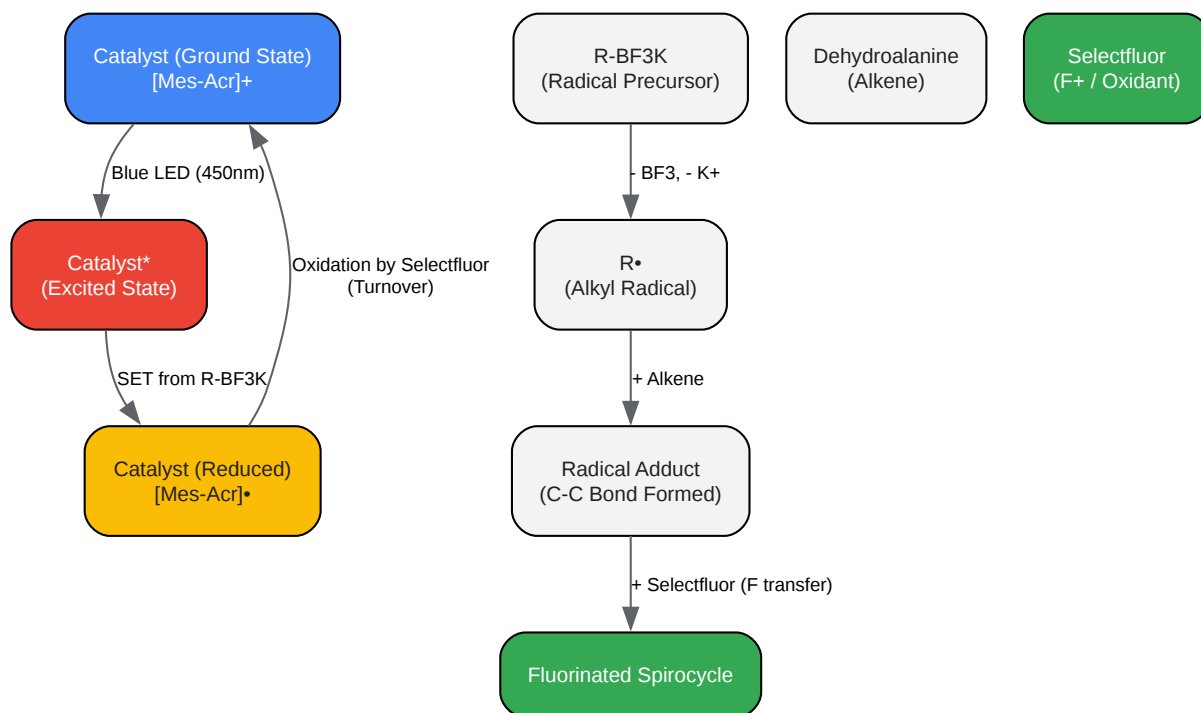 Catalyst (Ground State)
[Mes-Acr]+
R-BF3K
(Radical Precursor)
Dehydroalanine
(Alkene)
Selectfluor
(F+ / Oxidant)
Blue LED (450nm)
- BF3, - K+
Catalyst*
(Excited State)
Oxidation by Selectfluor
(Turnover)
R•
(Alkyl Radical)
SET from R-BF3K
+ Alkene
Catalyst (Reduced)
[Mes-Acr]•
Radical Adduct
(C-C Bond Formed)
+ Selectfluor (F transfer)
Fluorinated Spirocycle